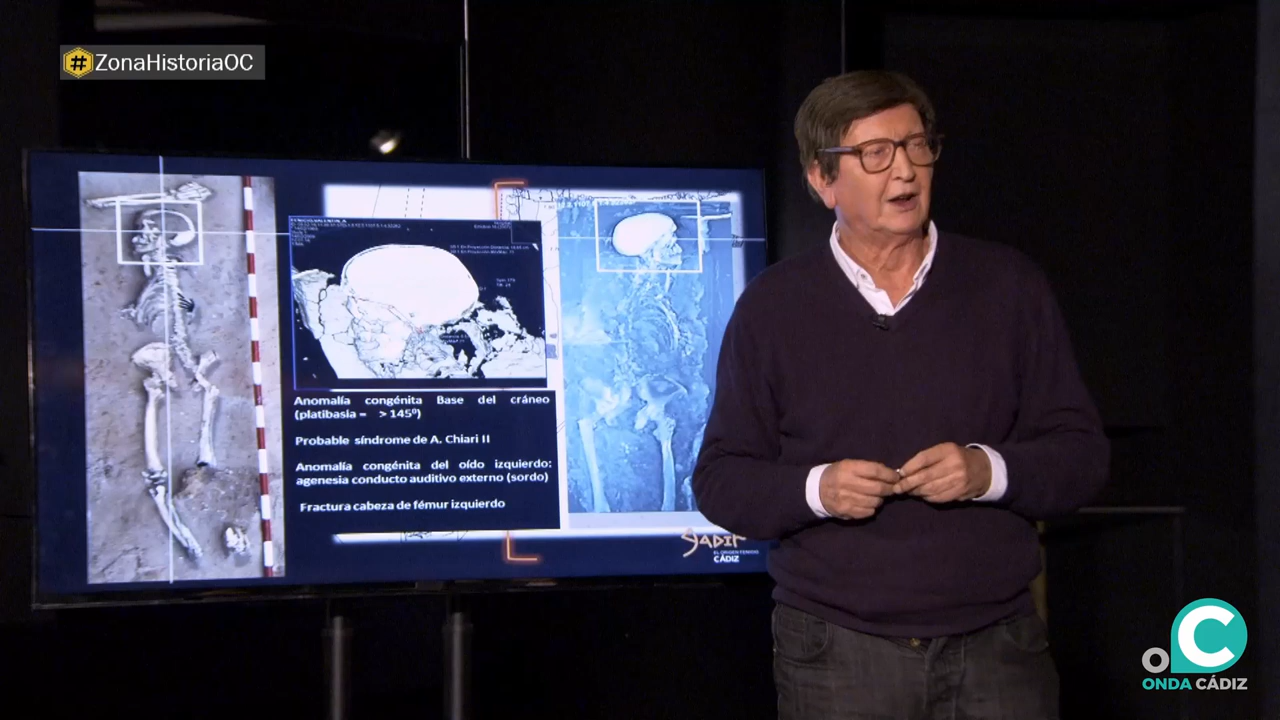 #ZonaHistoriaOC
Anomalía congénita Base del cráneo
(platibasia = > 145º)
Probable síndrome de A. Chiari II
Anomalía congénita del oído izquierdo:
agenesia conducto auditivo externo (sordo)
Fractura cabeza de fémur izquierdo
GADIR
EL ORIGEN FENICIO
CÁDIZ
OC
ONDA CÁDIZ